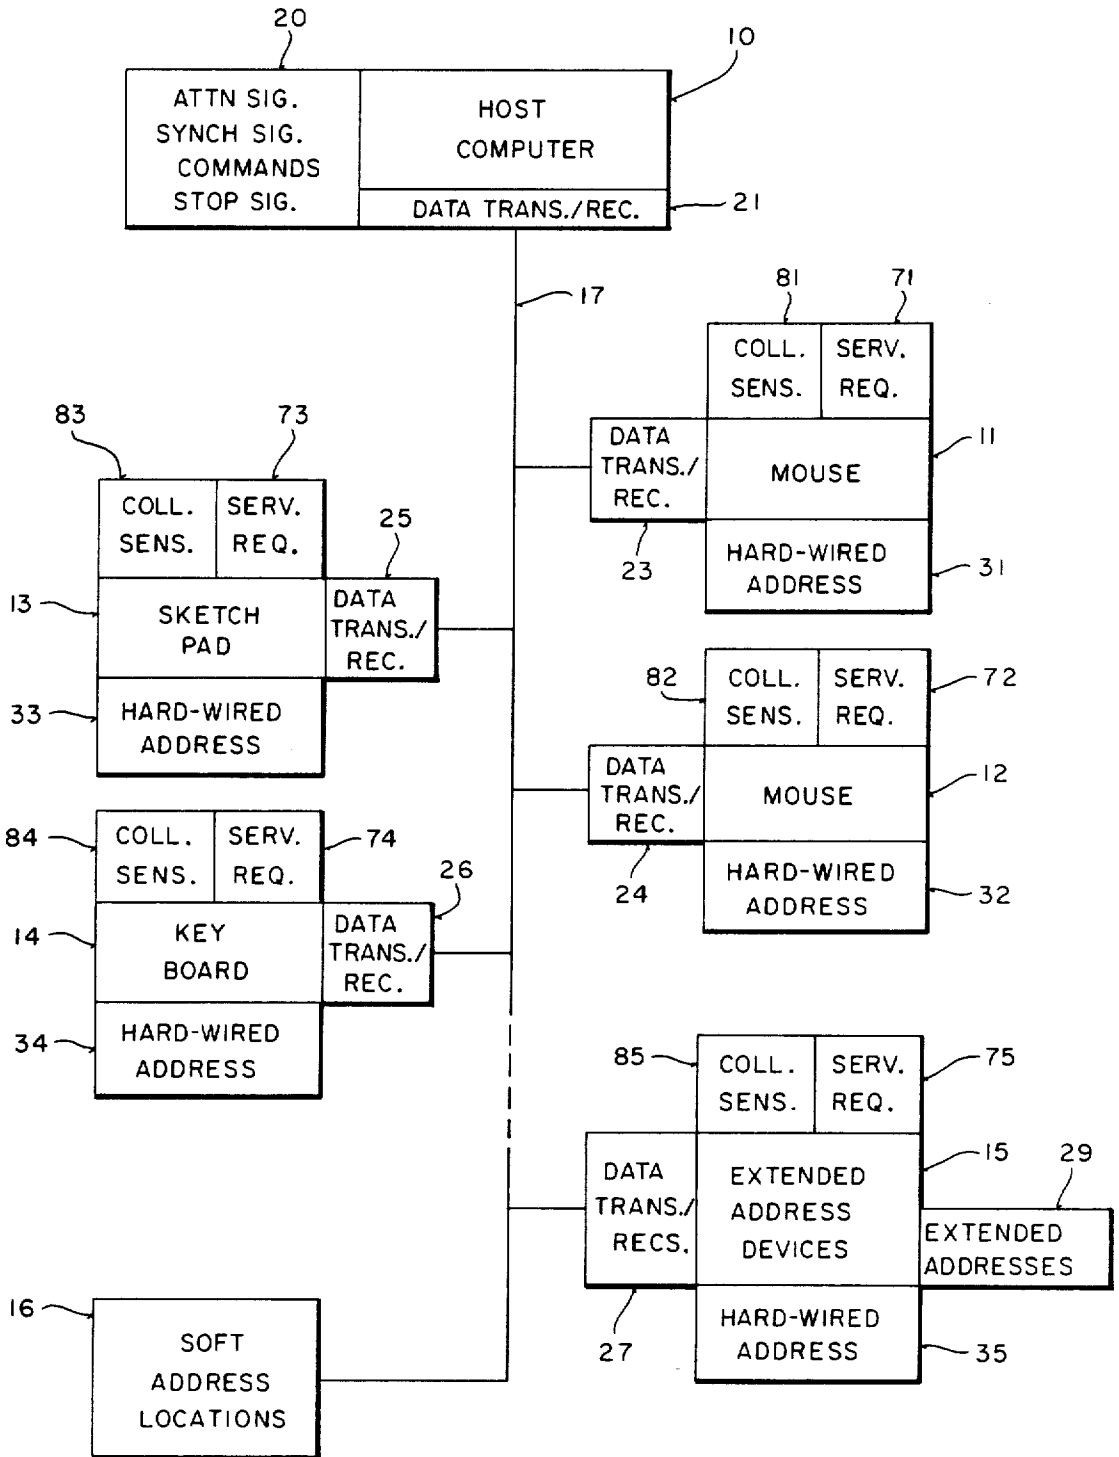 20
10
ATTN SIG.
SYNCH SIG.
COMMANDS
STOP SIG.
HOST
COMPUTER
DATA TRANS./REC.
21
17
81
71
COLL.
SENS.
SERV.
REQ.
DATA
TRANS./
REC.
MOUSE
11
23
HARD-WIRED
ADDRESS
31
83
73
COLL.
SENS.
SERV.
REQ.
25
13
SKETCH
PAD
DATA
TRANS./
REC.
33
HARD-WIRED
ADDRESS
82
COLL.
SENS.
SERV.
REQ.
72
DATA
TRANS./
REC.
MOUSE
12
24
HARD-WIRED
ADDRESS
32
84
COLL.
SENS.
SERV.
REQ.
74
26
14
KEY
BOARD
DATA
TRANS./
REC.
34
HARD-WIRED
ADDRESS
85
COLL.
SENS.
SERV.
REQ.
75
DATA
TRANS./
RECS.
EXTENDED
ADDRESS
DEVICES
15
29
EXTENDED
ADDRESSES
27
HARD-WIRED
ADDRESS
35
16
SOFT
ADDRESS
LOCATIONS